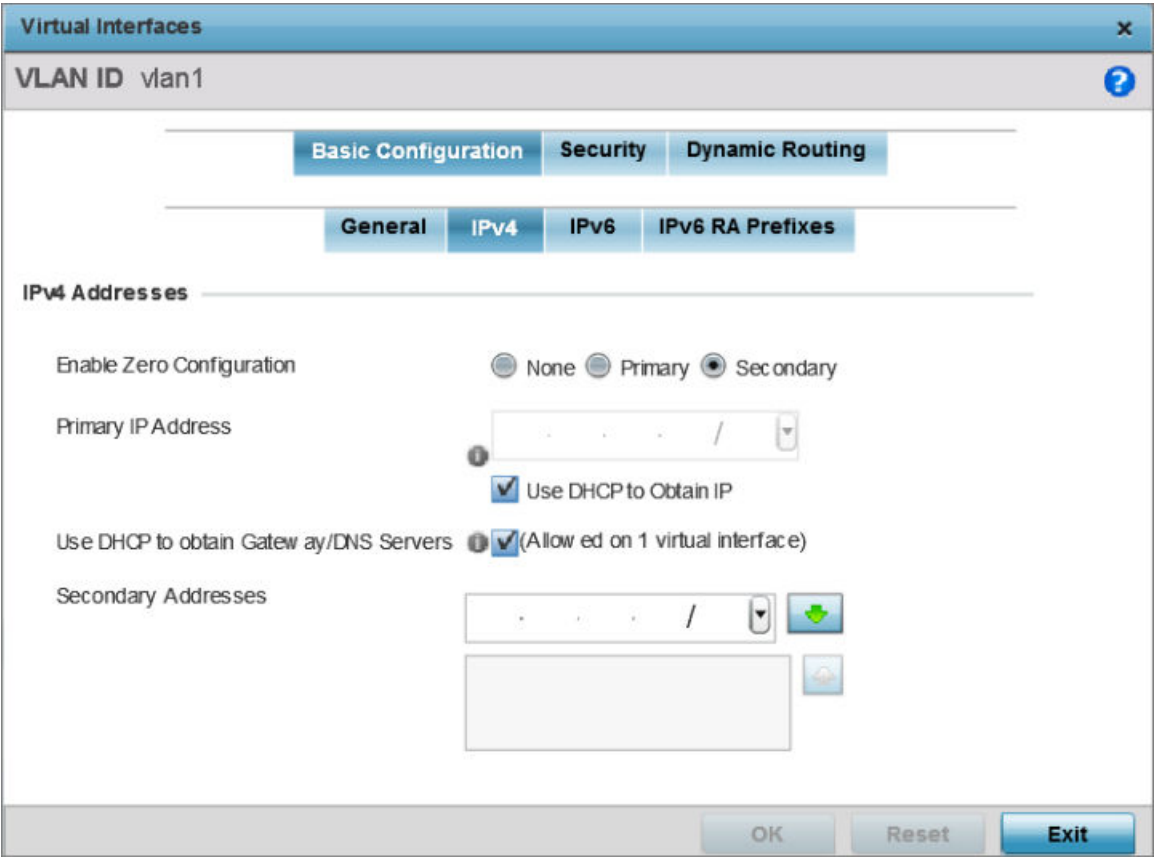 Virtual Interfaces
VLAN ID vlan1
Basic Configuration Security Dynamic Routing
General IPv4 IPv6 IPv6 RA Prefixes
IPv4 Addresses
Enable Zero Configuration None Primary Secondary
Primary IP Address . . . /
Use DHCP to Obtain IP
Use DHCP to obtain Gateway/DNS Servers (Allowed on 1 virtual interface)
Secondary Addresses . . . /
OK Reset Exit